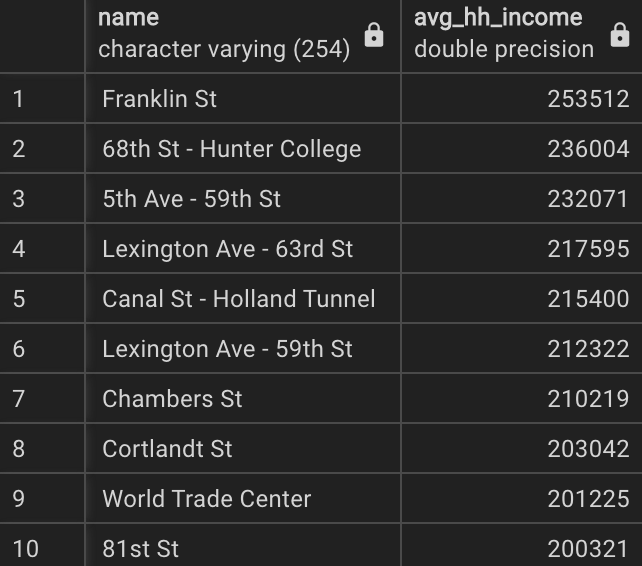 name avg_hh_income
character varying (254) double precision
1 Franklin St 253512
2 68th St - Hunter College 236004
3 5th Ave - 59th St 232071
4 Lexington Ave - 63rd St 217595
5 Canal St - Holland Tunnel 215400
6 Lexington Ave - 59th St 212322
7 Chambers St 210219
8 Cortlandt St 203042
9 World Trade Center 201225
10 81st St 200321